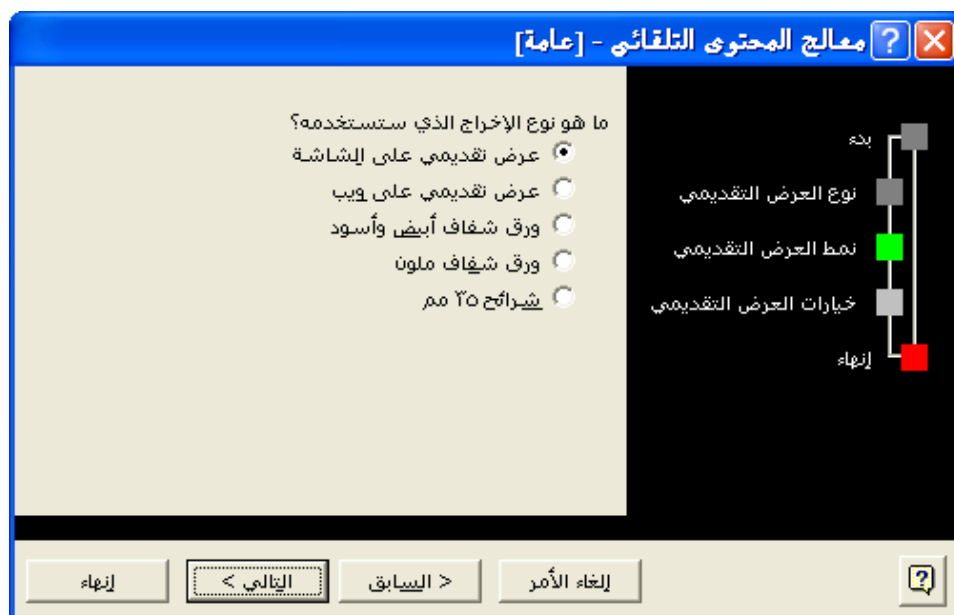 معالج المحتوى التلقائي - [عامة]
بدء
نوع العرض التقديمي
نمط العرض التقديمي
خيارات العرض التقديمي
إنهاء
ما هو نوع الإخراج الذي ستستخدمه؟
عرض تقديمي على الشاشة
عرض تقديمي على ويب
ورق شفاف أبيض وأسود
ورق شفاف ملون
شرائح ٣٥ مم
إلغاء الأمر
< السابق
التالي >
إنهاء